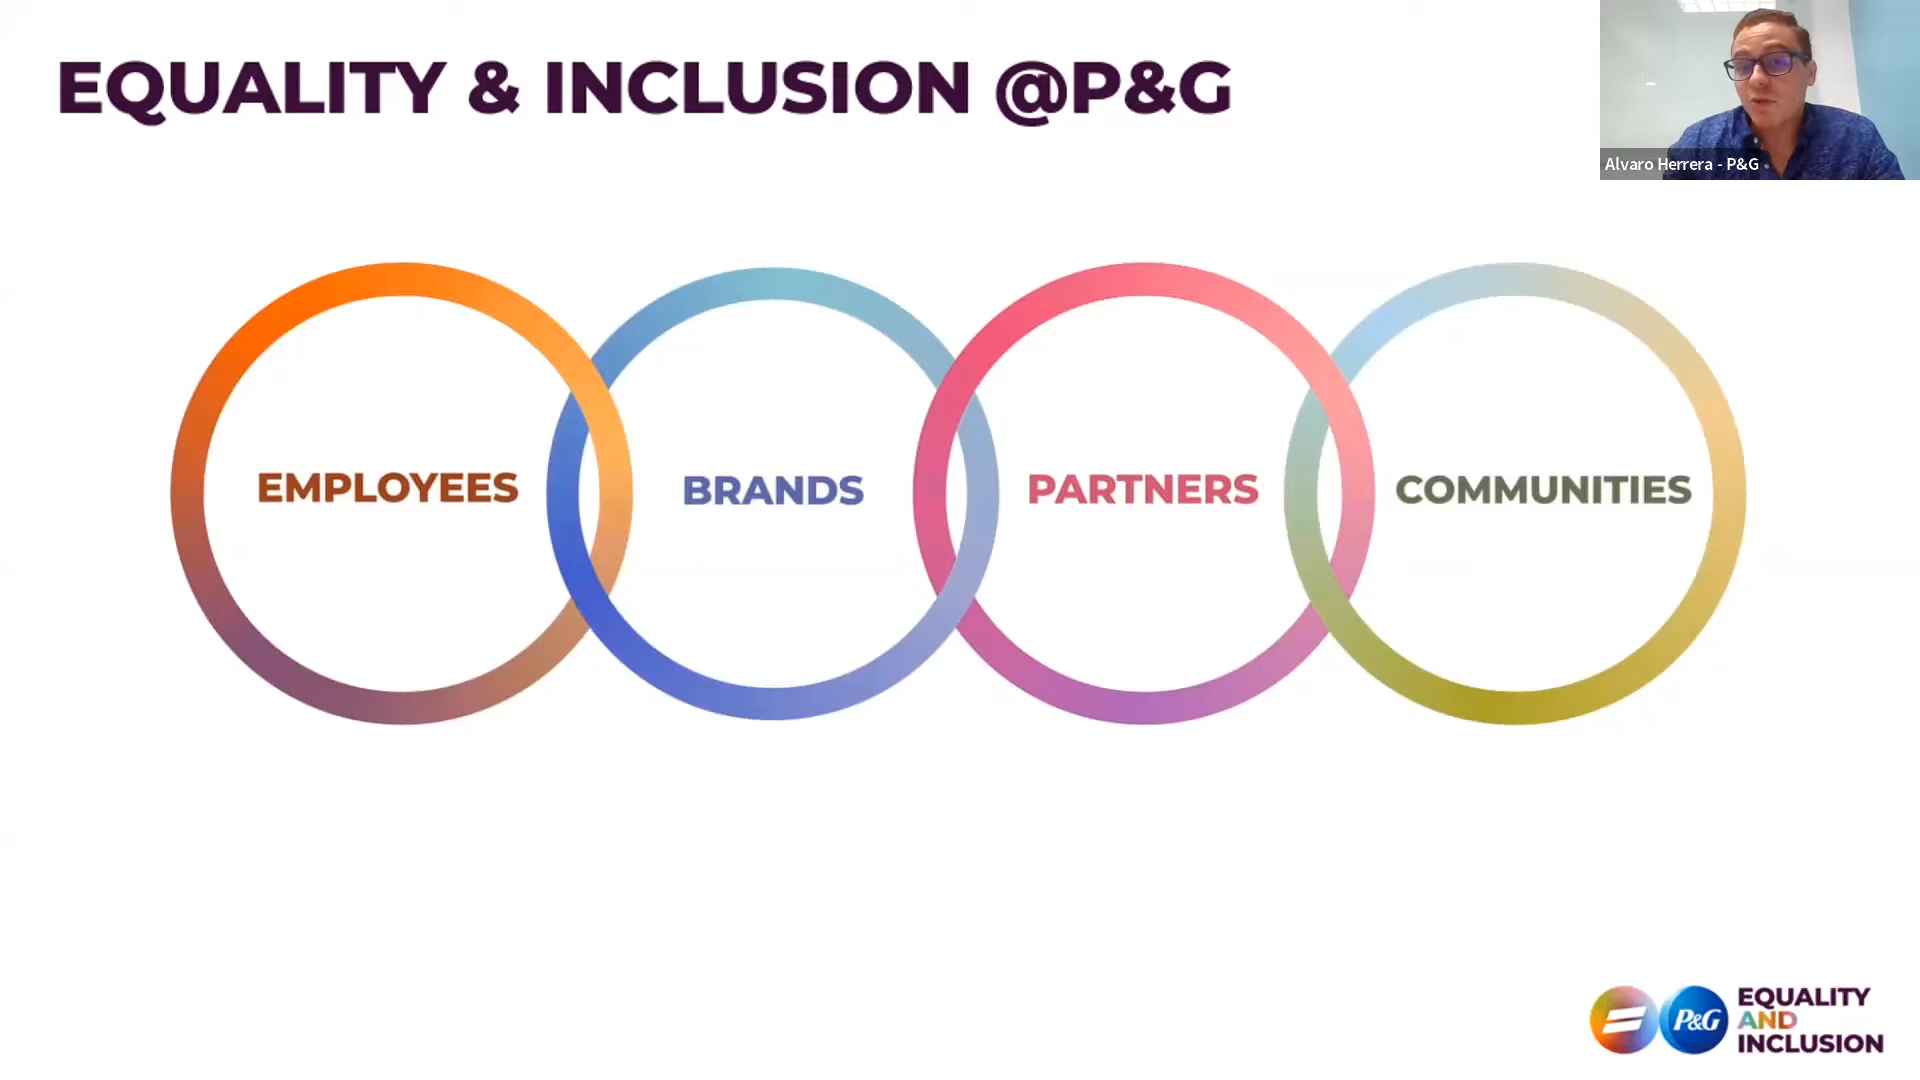 EQUALITY & INCLUSION @P&G
Alvaro Herrera - P&G
EMPLOYEES
BRANDS
PARTNERS
COMMUNITIES
P&G
EQUALITY
AND
INCLUSION